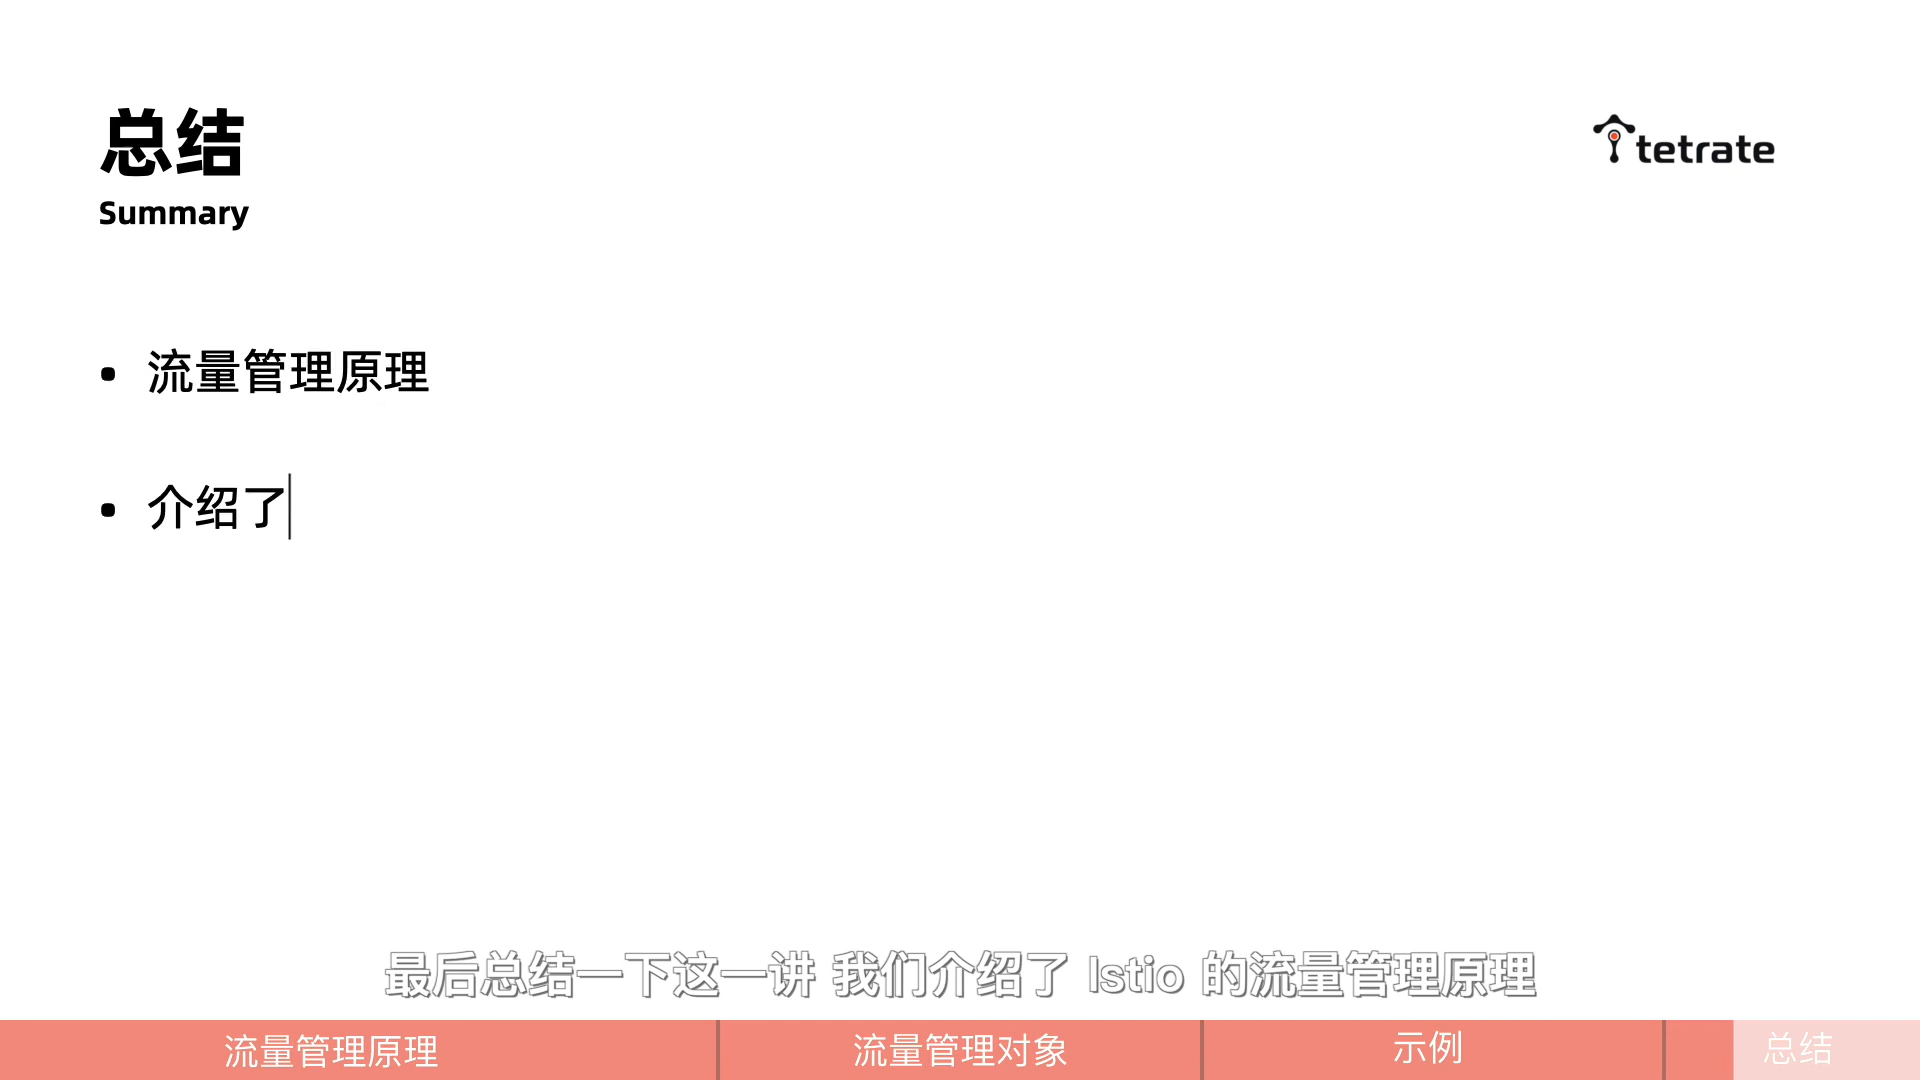 总结
Summary
tetrate
• 流量管理原理
• 介绍了
最后总结一下这一讲 我们介绍了 Istio 的流量管理原理
流量管理原理 流量管理对象 示例 总结